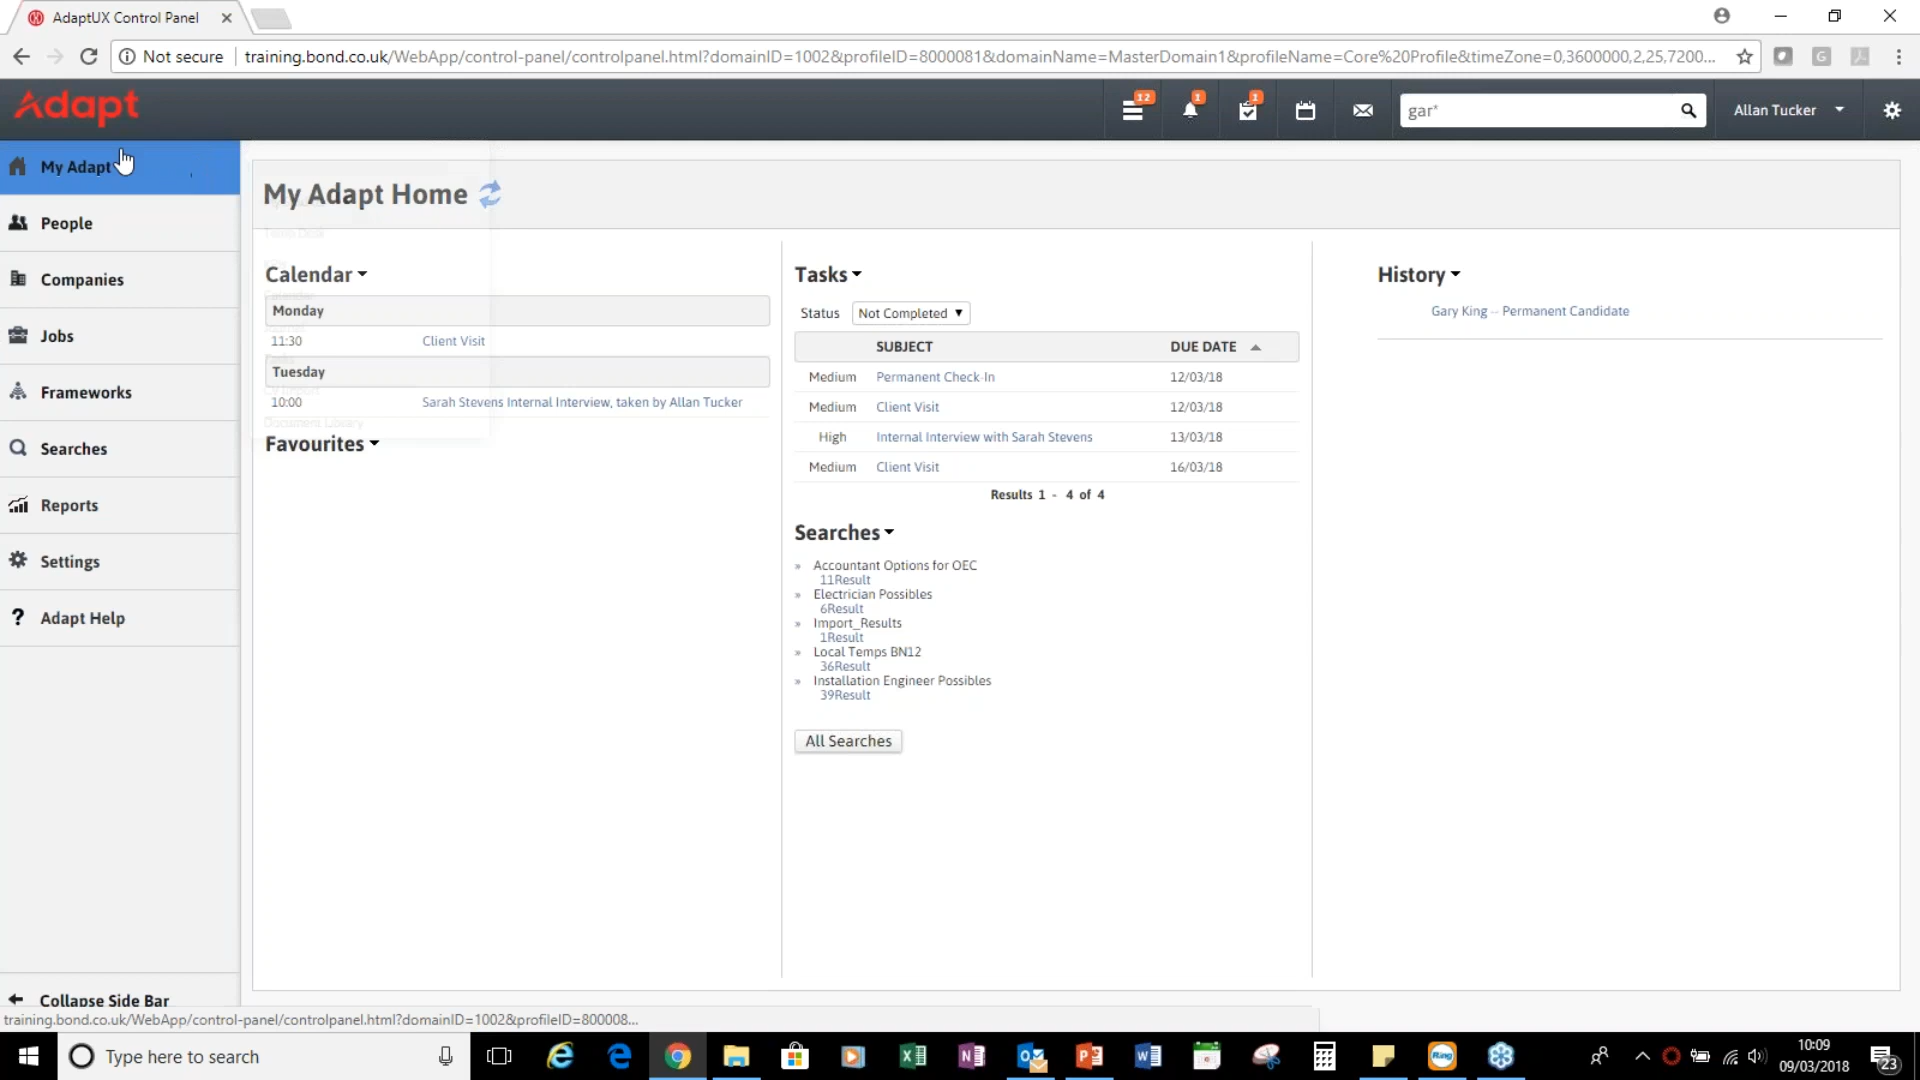 AdaptUX Control Panel
Not secure training.bond.co.uk/WebApp/control-panel/controlpanel.html?domainID=1002&profileID=8000081&domainName=MasterDomain1&profileName=Core%20Profile&timeZone=0,3600000,2,25,7200...
Adapt
12
1
1
gar*
Allan Tucker
My Adapt
People
Companies
Jobs
Frameworks
Searches
Reports
Settings
? Adapt Help
Collapse Side Bar
My Adapt Home
Calendar
Monday
11:30 Client Visit
Tuesday
10:00 Sarah Stevens Internal Interview, taken by Allan Tucker
Document Library
Favourites
Tasks
Status Not Completed
SUBJECT DUE DATE
Medium Permanent Check-In 12/03/18
Medium Client Visit 12/03/18
High Internal Interview with Sarah Stevens 13/03/18
Medium Client Visit 16/03/18
Results 1 - 4 of 4
Searches
» Accountant Options for OEC
11Result
» Electrician Possibles
6Result
» Import_Results
1Result
» Local Temps BN12
36Result
» Installation Engineer Possibles
39Result
All Searches
History
Gary King -- Permanent Candidate
training.bond.co.uk/WebApp/control-panel/controlpanel.html?domainID=1002&profileID=800008...
Type here to search
Ring
10:09
09/03/2018
23